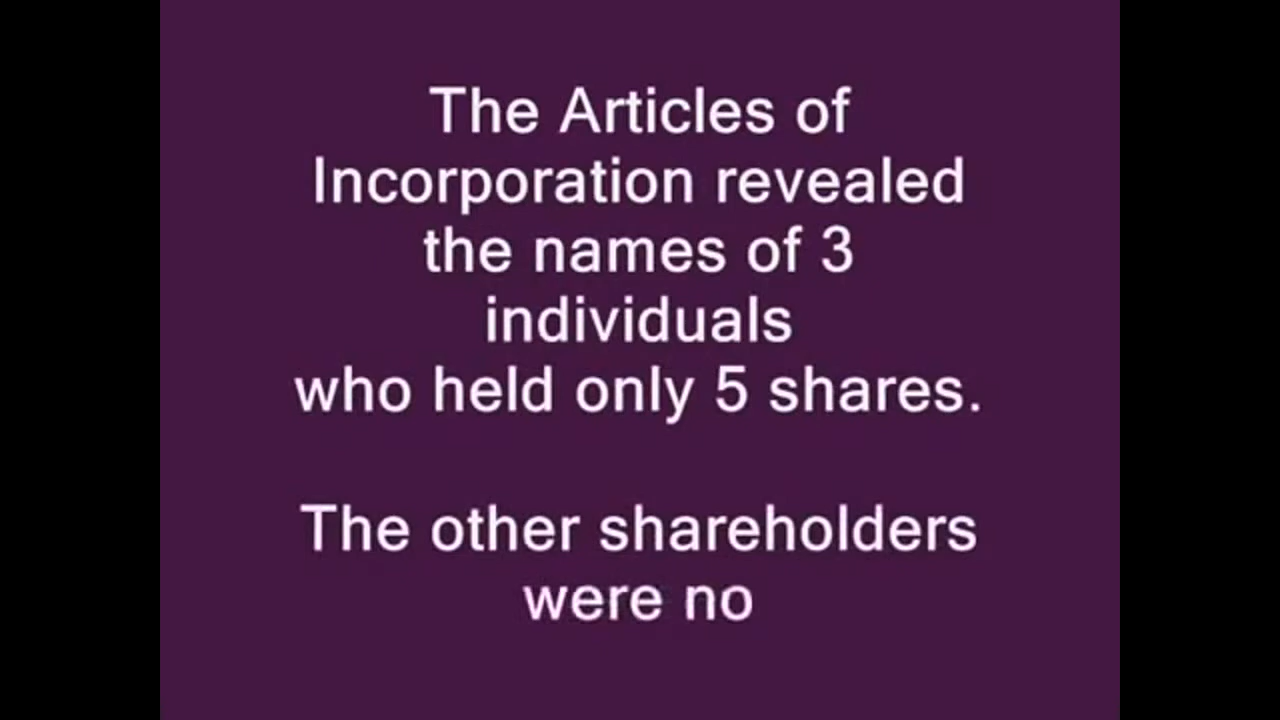 The Articles of
Incorporation revealed
the names of 3
individuals
who held only 5 shares.
The other shareholders
were no